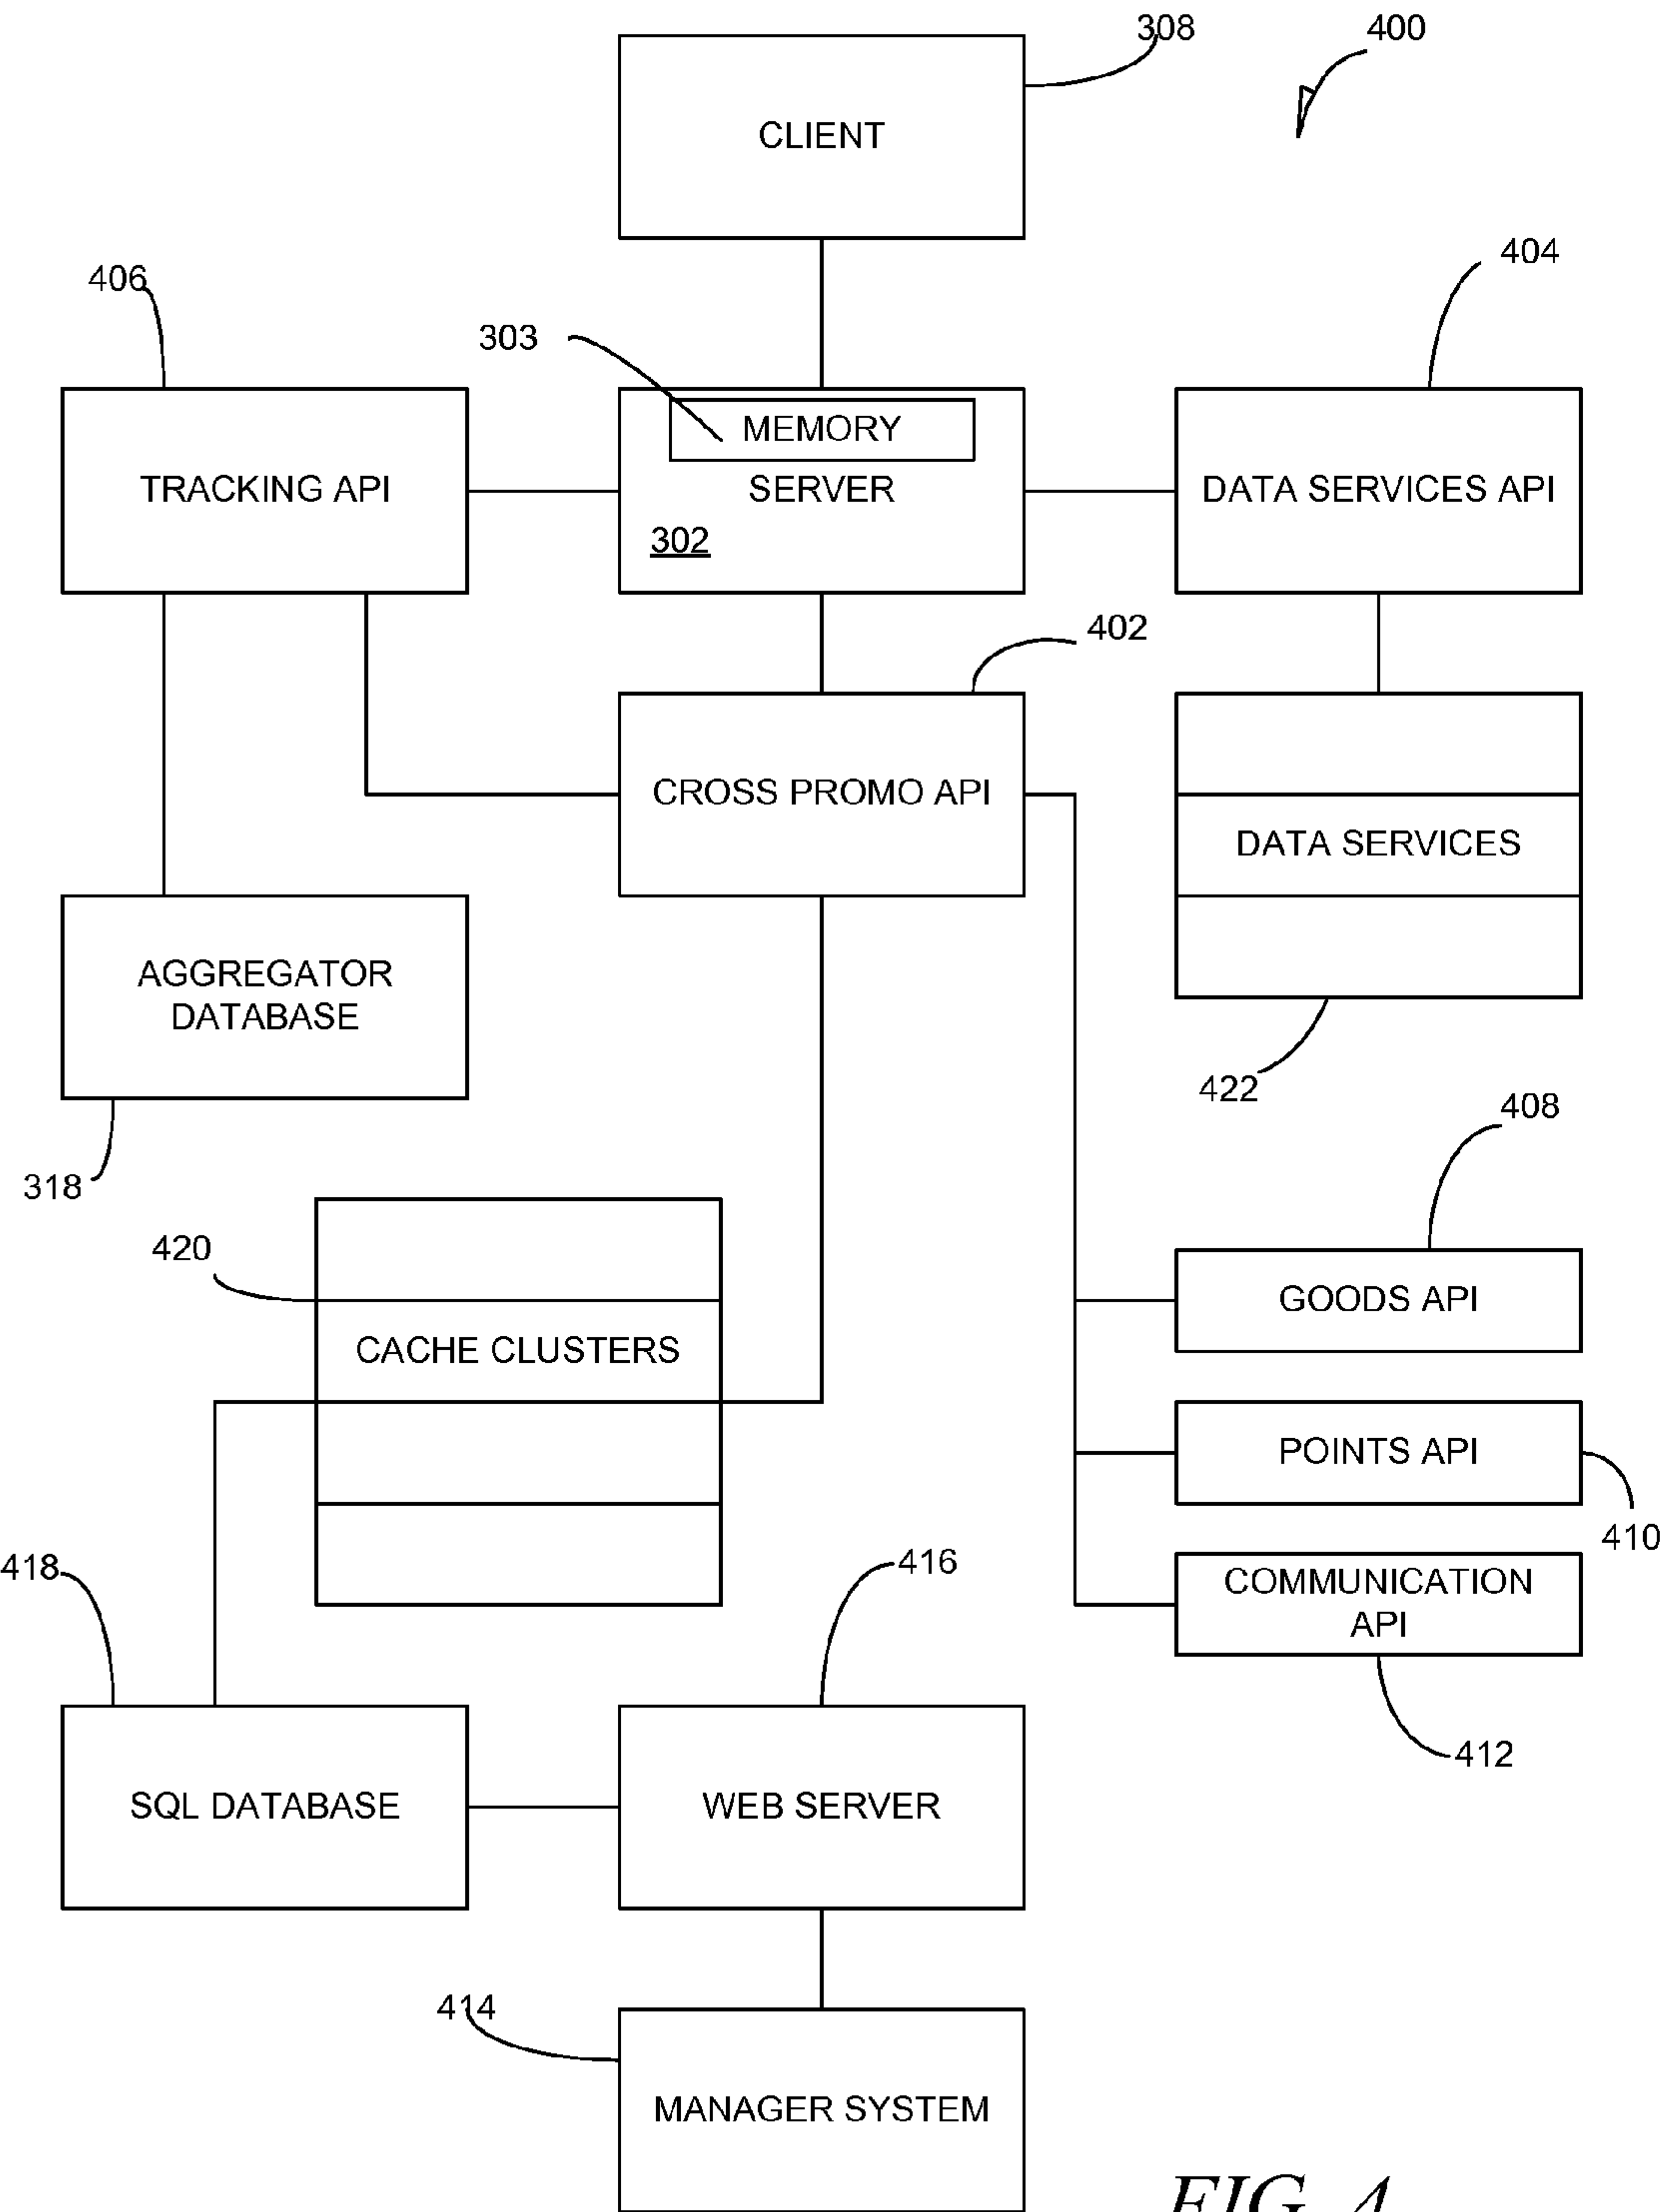 308
400
CLIENT
406
404
303
MEMORY
TRACKING API
SERVER
DATA SERVICES API
302
402
CROSS PROMO API
DATA SERVICES
AGGREGATOR
DATABASE
422
408
318
420
GOODS API
CACHE CLUSTERS
POINTS API
410
418
416
COMMUNICATION
API
412
SQL DATABASE
WEB SERVER
414
MANAGER SYSTEM
FIG. 4